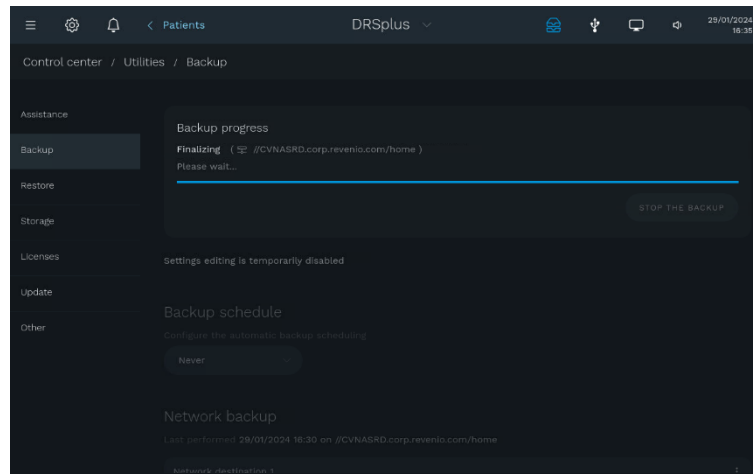 Patients
DRSplus
29/01/2024
16:35
Control center / Utilities / Backup
Assistance
Backup
Restore
Storage
Licenses
Update
Other
Backup progress
Finalizing ( //CVNASRD.corp.revenio.com/home )
Please wait...
STOP THE BACKUP
Settings editing is temporarily disabled
Backup schedule
Configure the automatic backup scheduling
Never
Network backup
Last performed 29/01/2024 16:30 on //CVNASRD.corp.revenio.com/home
Network destination 1